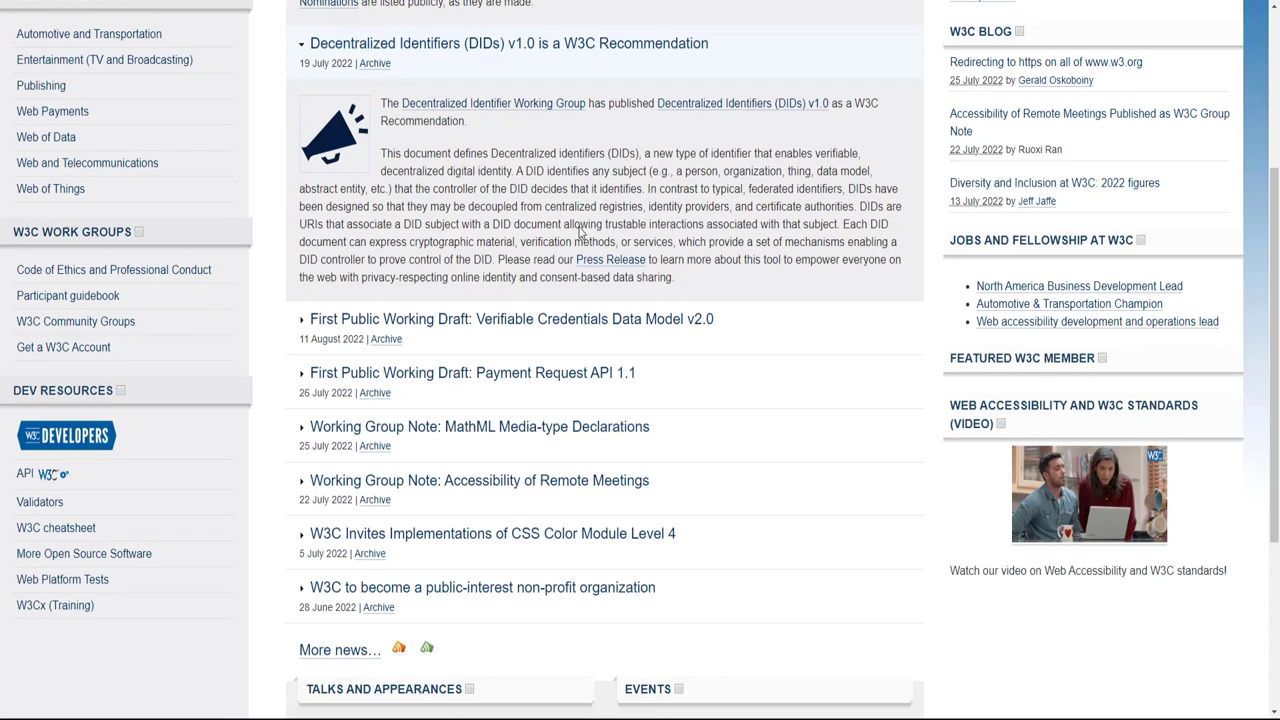 Automotive and Transportation
Entertainment (TV and Broadcasting)
Publishing
Web Payments
Web of Data
Web and Telecommunications
Web of Things
W3C WORK GROUPS
Code of Ethics and Professional Conduct
Participant guidebook
W3C Community Groups
Get a W3C Account
DEV RESOURCES
W3C DEVELOPERS
API W3C
Validators
W3C cheatsheet
More Open Source Software
Web Platform Tests
W3Cx (Training)
Nominations are listed publicly, as they are made.
Decentralized Identifiers (DIDs) v1.0 is a W3C Recommendation
19 July 2022 | Archive
The Decentralized Identifier Working Group has published Decentralized Identifiers (DIDs) v1.0 as a W3C
Recommendation.
This document defines Decentralized identifiers (DIDs), a new type of identifier that enables verifiable,
decentralized digital identity. A DID identifies any subject (e.g., a person, organization, thing, data model,
abstract entity, etc.) that the controller of the DID decides that it identifies. In contrast to typical, federated identifiers, DIDs have
been designed so that they may be decoupled from centralized registries, identity providers, and certificate authorities. DIDs are
URIs that associate a DID subject with a DID document allowing trustable interactions associated with that subject. Each DID
document can express cryptographic material, verification methods, or services, which provide a set of mechanisms enabling a
DID controller to prove control of the DID. Please read our Press Release to learn more about this tool to empower everyone on
the web with privacy-respecting online identity and consent-based data sharing.
First Public Working Draft: Verifiable Credentials Data Model v2.0
11 August 2022 | Archive
First Public Working Draft: Payment Request API 1.1
26 July 2022 | Archive
Working Group Note: MathML Media-type Declarations
25 July 2022 | Archive
Working Group Note: Accessibility of Remote Meetings
22 July 2022 | Archive
W3C Invites Implementations of CSS Color Module Level 4
5 July 2022 | Archive
W3C to become a public-interest non-profit organization
28 June 2022 | Archive
More news…
TALKS AND APPEARANCES
EVENTS
W3C BLOG
Redirecting to https on all of www.w3.org
25 July 2022 by Gerald Oskoboiny
Accessibility of Remote Meetings Published as W3C Group
Note
22 July 2022 by Ruoxi Ran
Diversity and Inclusion at W3C: 2022 figures
13 July 2022 by Jeff Jaffe
JOBS AND FELLOWSHIP AT W3C
North America Business Development Lead
Automotive & Transportation Champion
Web accessibility development and operations lead
FEATURED W3C MEMBER
WEB ACCESSIBILITY AND W3C STANDARDS
(VIDEO)
W3C
Watch our video on Web Accessibility and W3C standards!